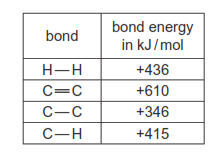 bond
bond energy
in kJ/mol
H—H
+436
C=C
+610
C—C
+346
C—H
+415